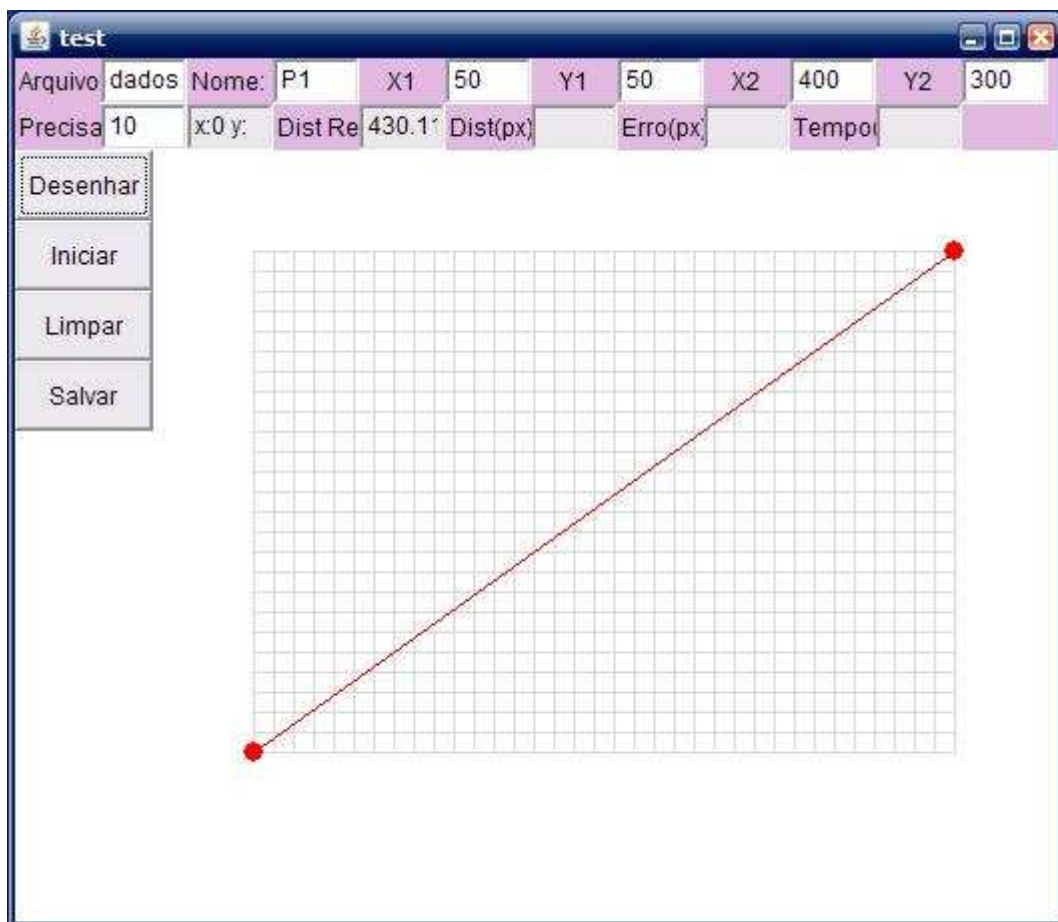 test
Arquivo dados Nome: P1 X1 50 Y1 50 X2 400 Y2 300
Precisa 10 x:0 y: Dist Re 430.11 Dist(px) Erro(px) Tempo(
Desenhar
Iniciar
Limpar
Salvar